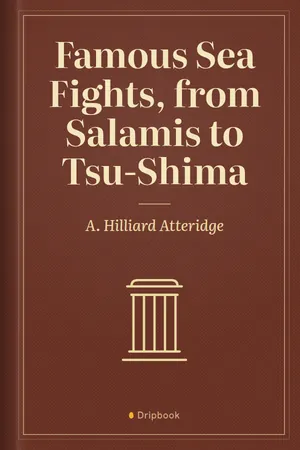 Famous Sea
Fights, from
Salamis to
Tsu-Shima
A. Hilliard Atteridge
Dripbook